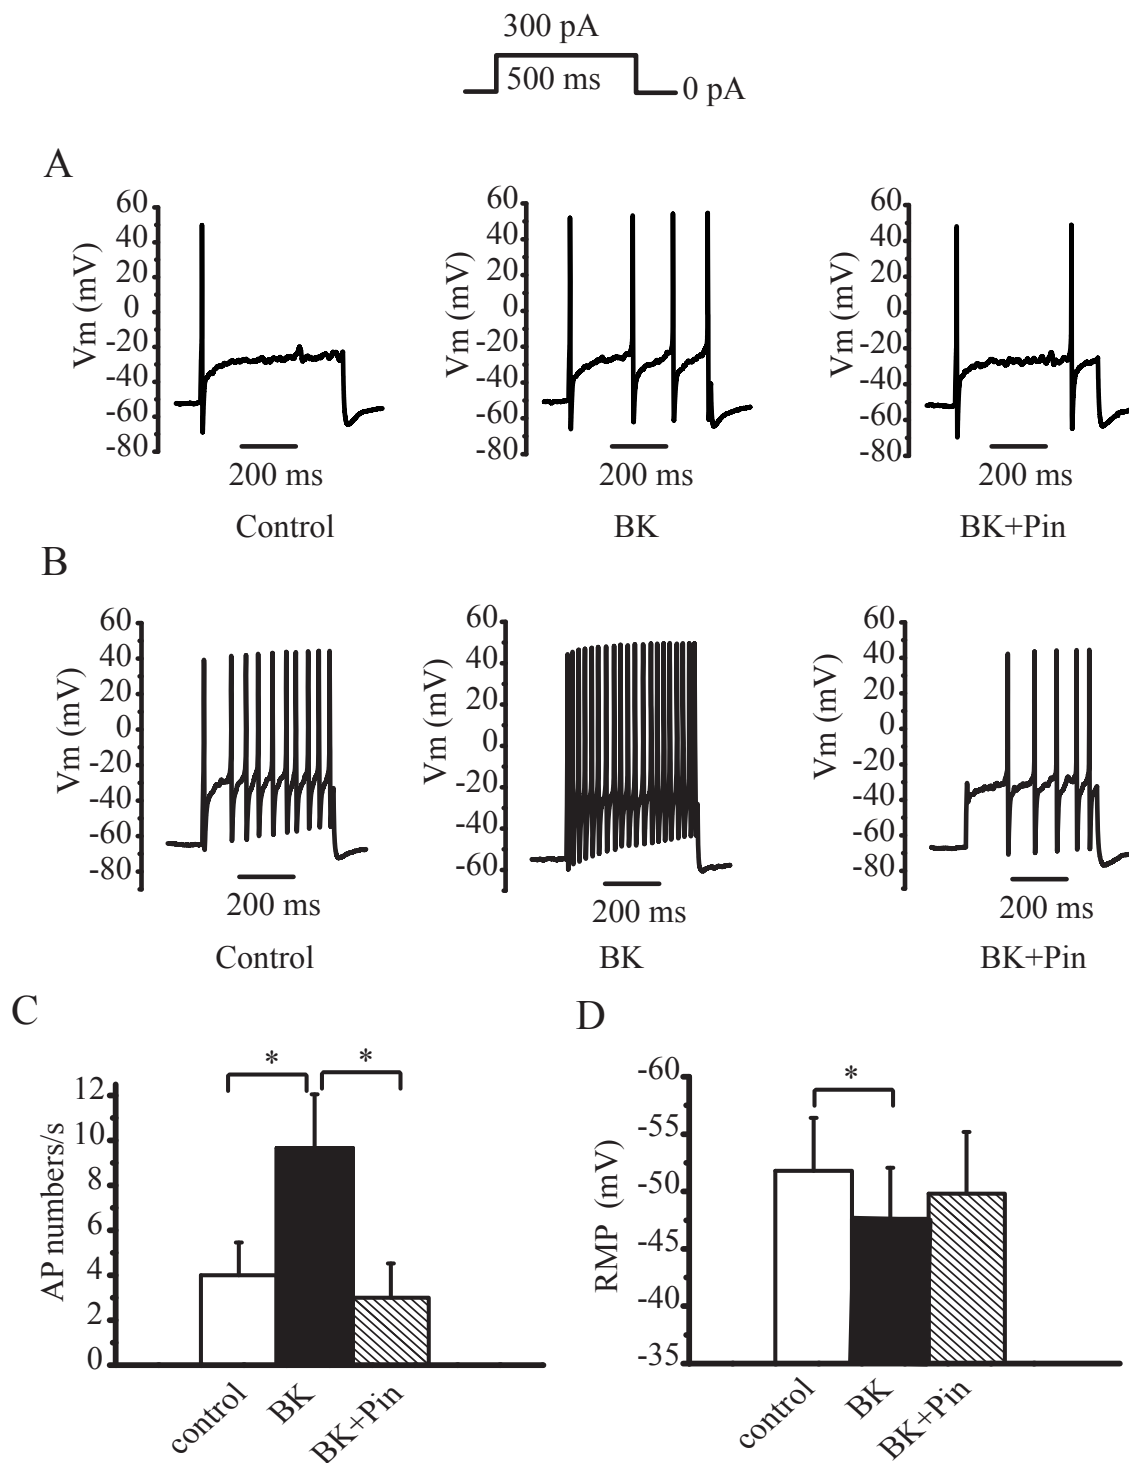 300 pA
500 ms
0 pA
A
60
40
20
0
-20
-40
-60
-80
Vm (mV)
200 ms
Control
60
40
20
0
-20
-40
-60
-80
Vm (mV)
200 ms
BK
60
40
20
0
-20
-40
-60
-80
Vm (mV)
200 ms
BK+Pin
B
60
40
20
0
-20
-40
-60
-80
Vm (mV)
200 ms
Control
60
40
20
0
-20
-40
-60
Vm (mV)
200 ms
BK
60
40
20
0
-20
-40
-60
-80
Vm (mV)
200 ms
BK+Pin
C
12
10
8
6
4
2
0
AP numbers/s
*
*
control
BK
BK+Pin
D
-60
-55
-50
-45
-40
-35
RMP (mV)
*
control
BK
BK+Pin